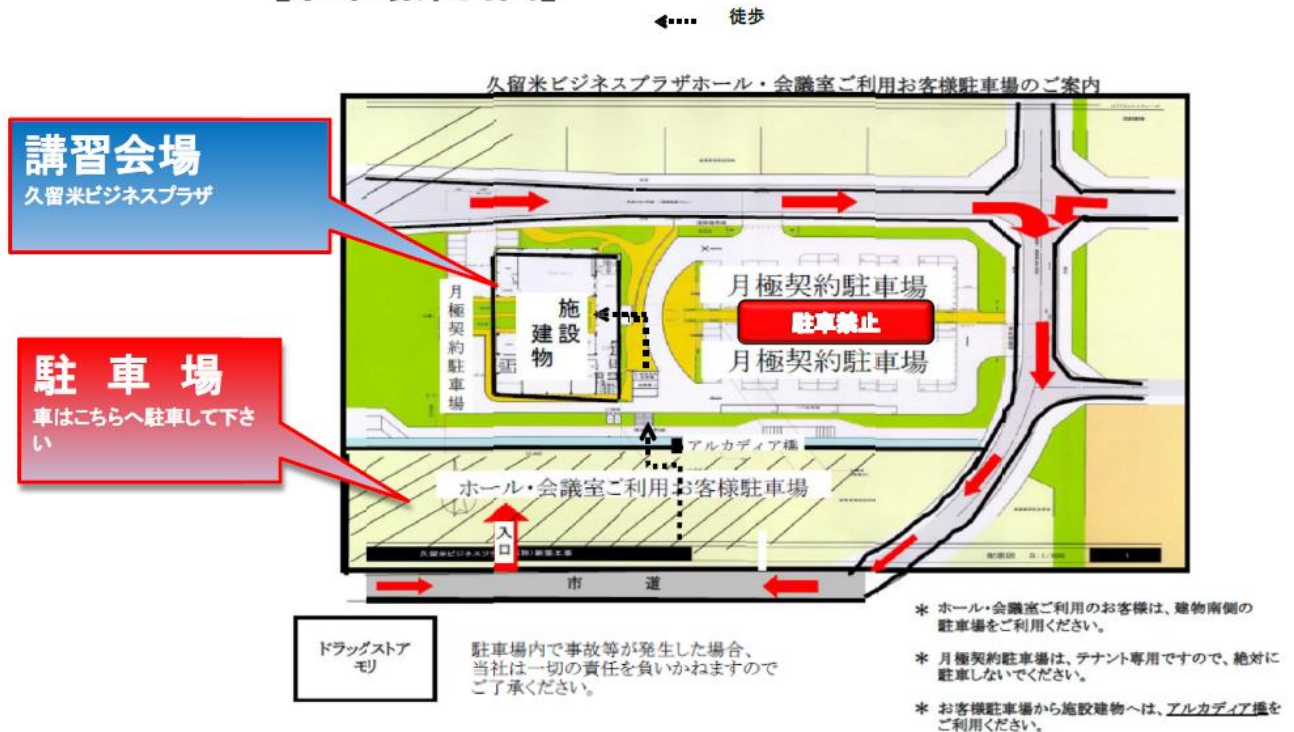 徒歩
久留米ビジネスプラザホール・会議室ご利用お客様駐車場のご案内
講習会場
久留米ビジネスプラザ
月極契約駐車場
施設
建物
月極契約駐車場
駐車禁止
月極契約駐車場
駐車場
車はこちらへ駐車して下さ
い
アルカディア橋
ホール・会議室ご利用お客様駐車場
入口
配置図
1
市道
ドラッグストア
モリ
駐車場内で事故等が発生した場合、
当社は一切の責任を負いかねますので
ご了承ください。
* ホール・会議室ご利用のお客様は、建物南側の
駐車場をご利用ください。
* 月極契約駐車場は、テナント専用ですので、絶対に
駐車しないでください。
* お客様駐車場から施設建物へは、アルカディア橋を
ご利用ください。